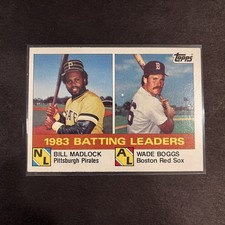 Topps
1983 BATTING LEADERS
NL
BILL MADLOCK
Pittsburgh Pirates
AL
WADE BOGGS
Boston Red Sox